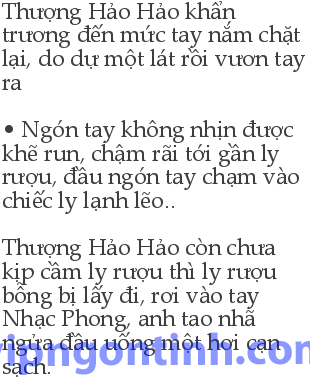 Thượng Hảo Hảo khẩn
trương đến mức tay nắm chặt
lại, do dự một lát rồi vươn tay
ra
• Ngón tay không nhịn được
khẽ run, chậm rãi tới gần ly
rượu, đầu ngón tay chạm vào
chiếc ly lạnh lẽo..
Thượng Hảo Hảo còn chưa
kịp cầm ly rượu thì ly rượu
bỗng bị lấy đi, rơi vào tay
Nhạc Phong, anh tao nhã
ngửa đầu uống một hơi cạn
sạch.
vipngontinh.com